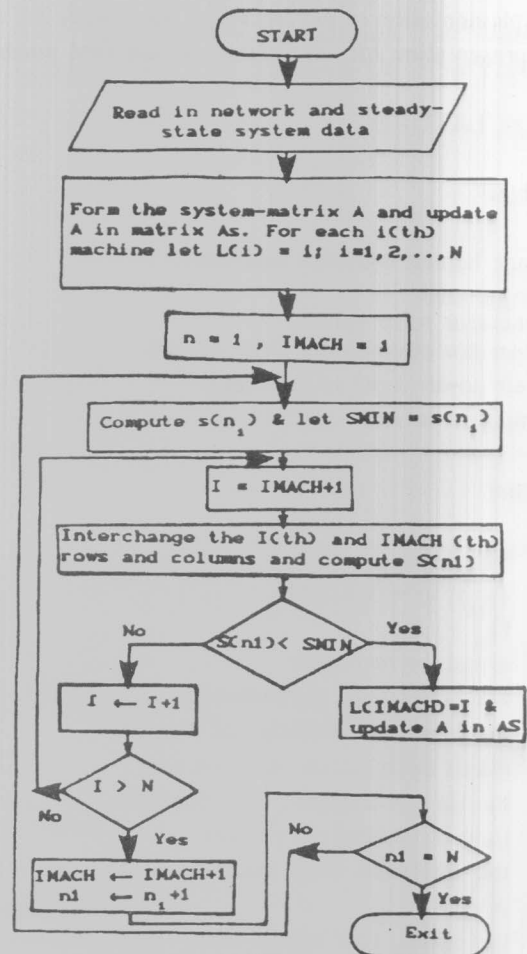 START
Read in network and steady-
state system data
Form the system-matrix A and update
A in matrix As. For each i(th)
machine let L(i) = i; i=1,2,..,N
n = 1 , IMACH = 1
Compute s(n₁) & let SMIN = s(n₁)
I = IMACH+1
Interchange the I(th) and IMACH (th)
rows and columns and compute S(n1)
No
S(n1)< SMIN
Yes
I ← I+1
L(IMACH)=I &
update A in AS
I > N
No
Yes
No
n1 = N
IMACH ← IMACH+1
n1 ← n₁+1
Yes
Exit